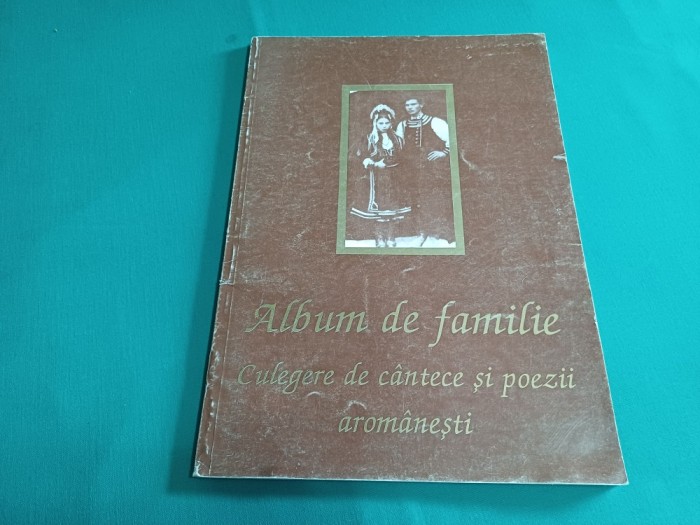 Album de familie
Culegere de cântece și poezii
aromânești